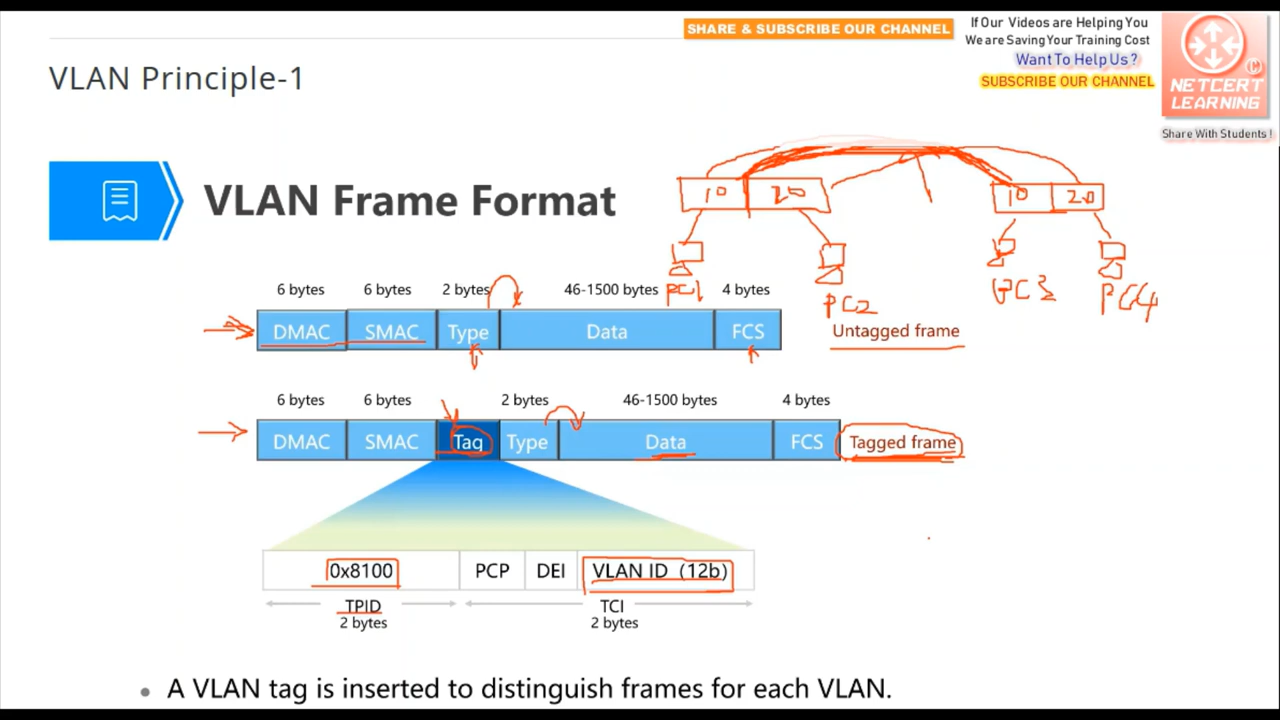 SHARE & SUBSCRIBE OUR CHANNEL
If Our Videos are Helping You
We are Saving Your Training Cost
Want To Help Us ?
SUBSCRIBE OUR CHANNEL
C
NETCERT
LEARNING
Share With Students !
VLAN Principle-1
VLAN Frame Format
10 20 10 20
PC1 PC2 PC3 PC4
6 bytes 6 bytes 2 bytes 46-1500 bytes 4 bytes
DMAC SMAC Type Data FCS Untagged frame
6 bytes 6 bytes 2 bytes 46-1500 bytes 4 bytes
DMAC SMAC Tag Type Data FCS Tagged frame
0x8100 PCP DEI VLAN ID (12b)
TPID TCI
2 bytes 2 bytes
• A VLAN tag is inserted to distinguish frames for each VLAN.